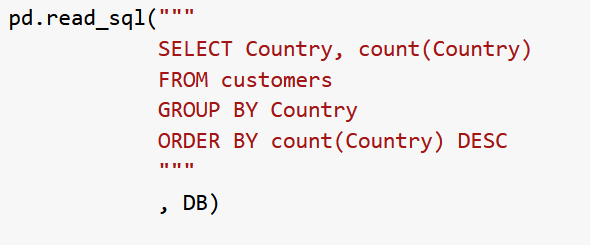 pd.read_sql("""
SELECT Country, count(Country)
FROM customers
GROUP BY Country
ORDER BY count(Country) DESC
"""
, DB)